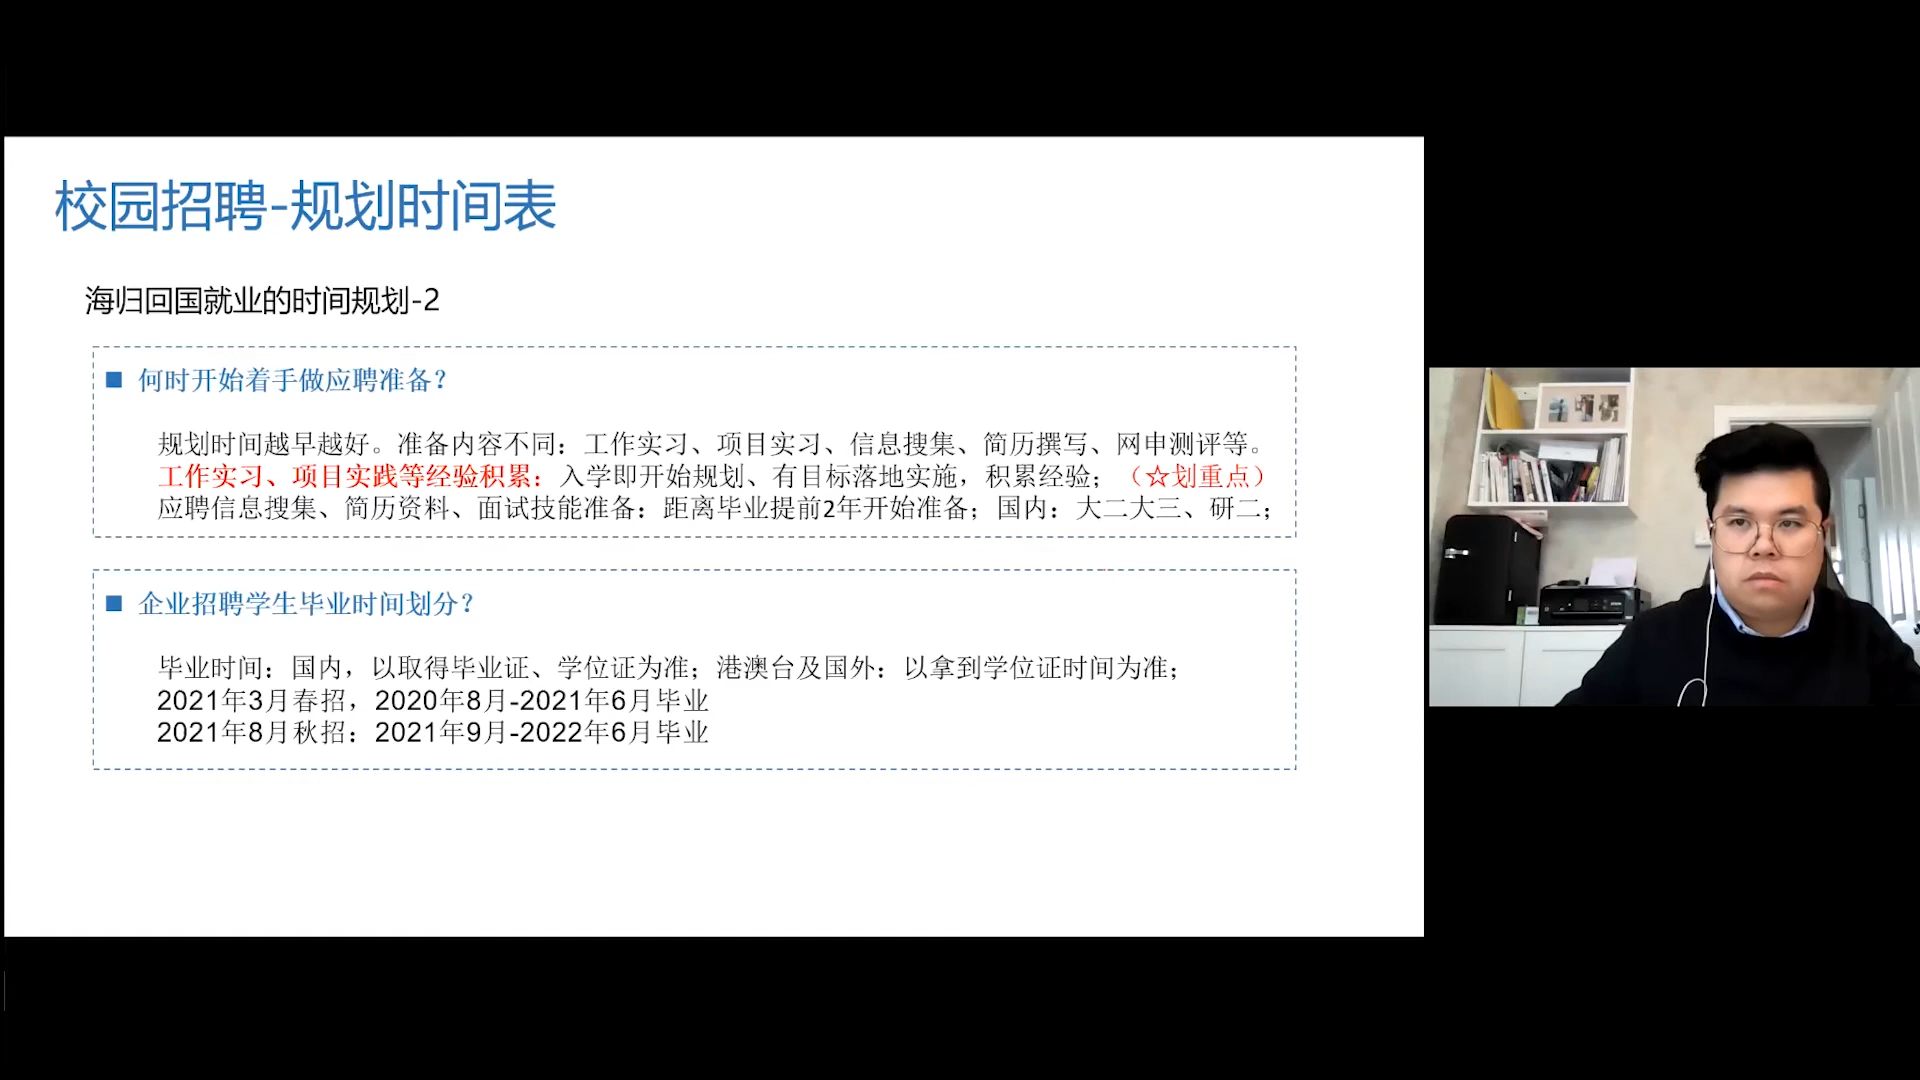 校园招聘-规划时间表
海归回国就业的时间规划-2
■ 何时开始着手做应聘准备？
规划时间越早越好。准备内容不同：工作实习、项目实习、信息搜集、简历撰写、网申测评等。
工作实习、项目实践等经验积累：入学即开始规划、有目标落地实施，积累经验；（☆划重点）
应聘信息搜集、简历资料、面试技能准备：距离毕业提前2年开始准备；国内：大二大三、研二；
■ 企业招聘学生毕业时间划分？
毕业时间：国内，以取得毕业证、学位证为准；港澳台及国外：以拿到学位证时间为准；
2021年3月春招，2020年8月-2021年6月毕业
2021年8月秋招：2021年9月-2022年6月毕业